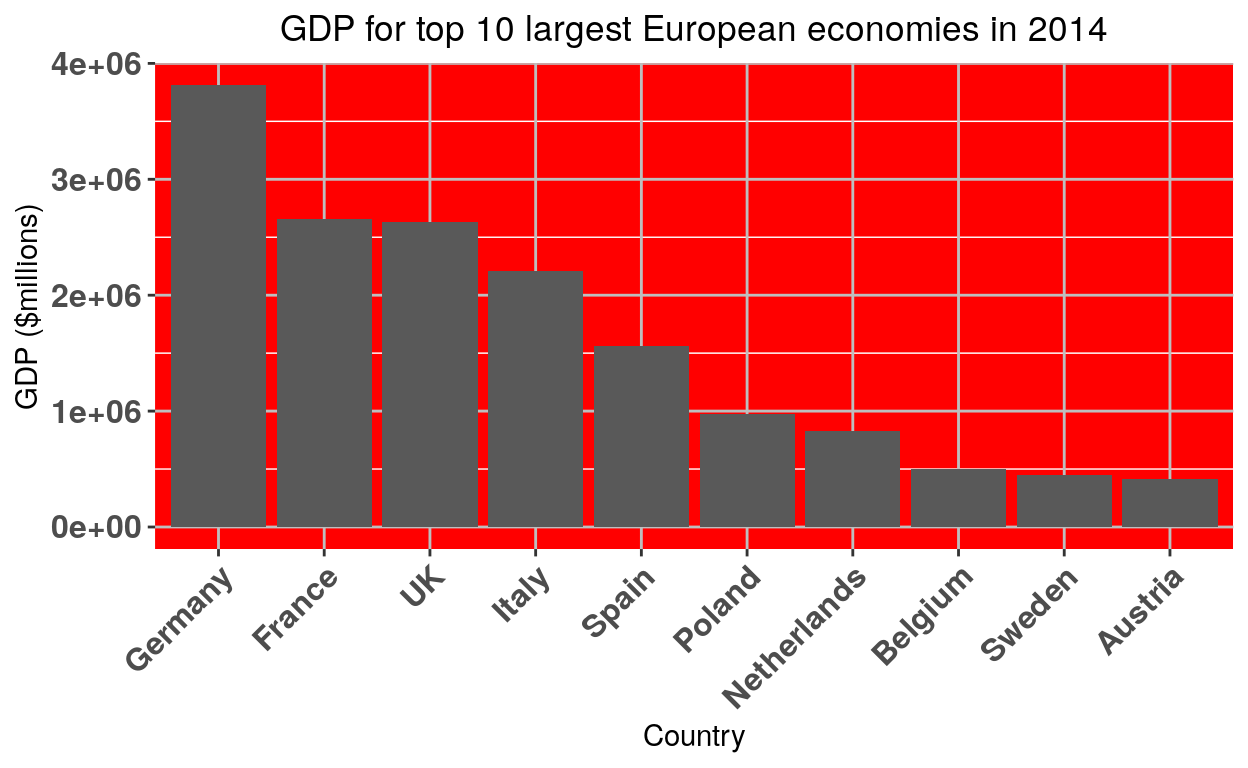 GDP for top 10 largest European economies in 2014
GDP ($millions)
4e+06
3e+06
2e+06
1e+06
0e+00
Germany
France
UK
Italy
Spain
Poland
Netherlands
Belgium
Sweden
Austria
Country